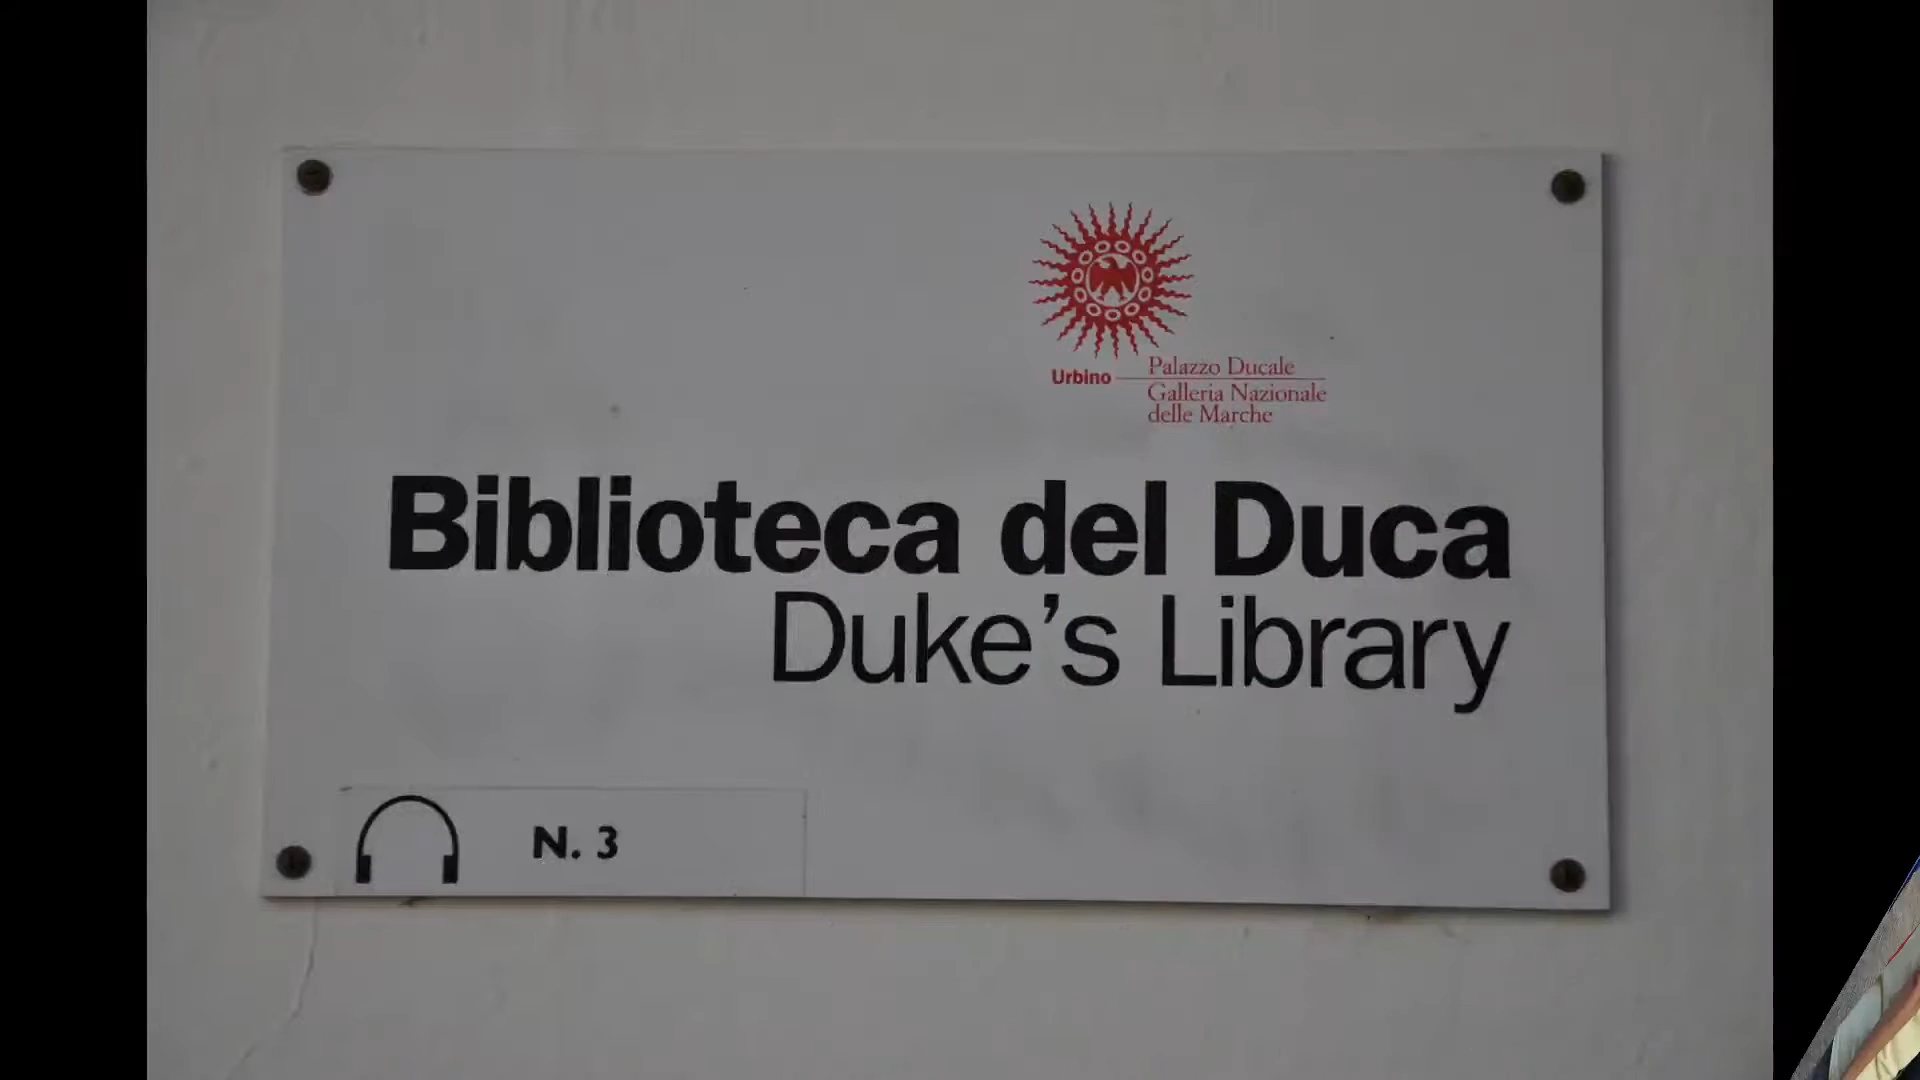 Urbino
Palazzo Ducale
Galleria Nazionale
delle Marche
Biblioteca del Duca
Duke's Library
N. 3